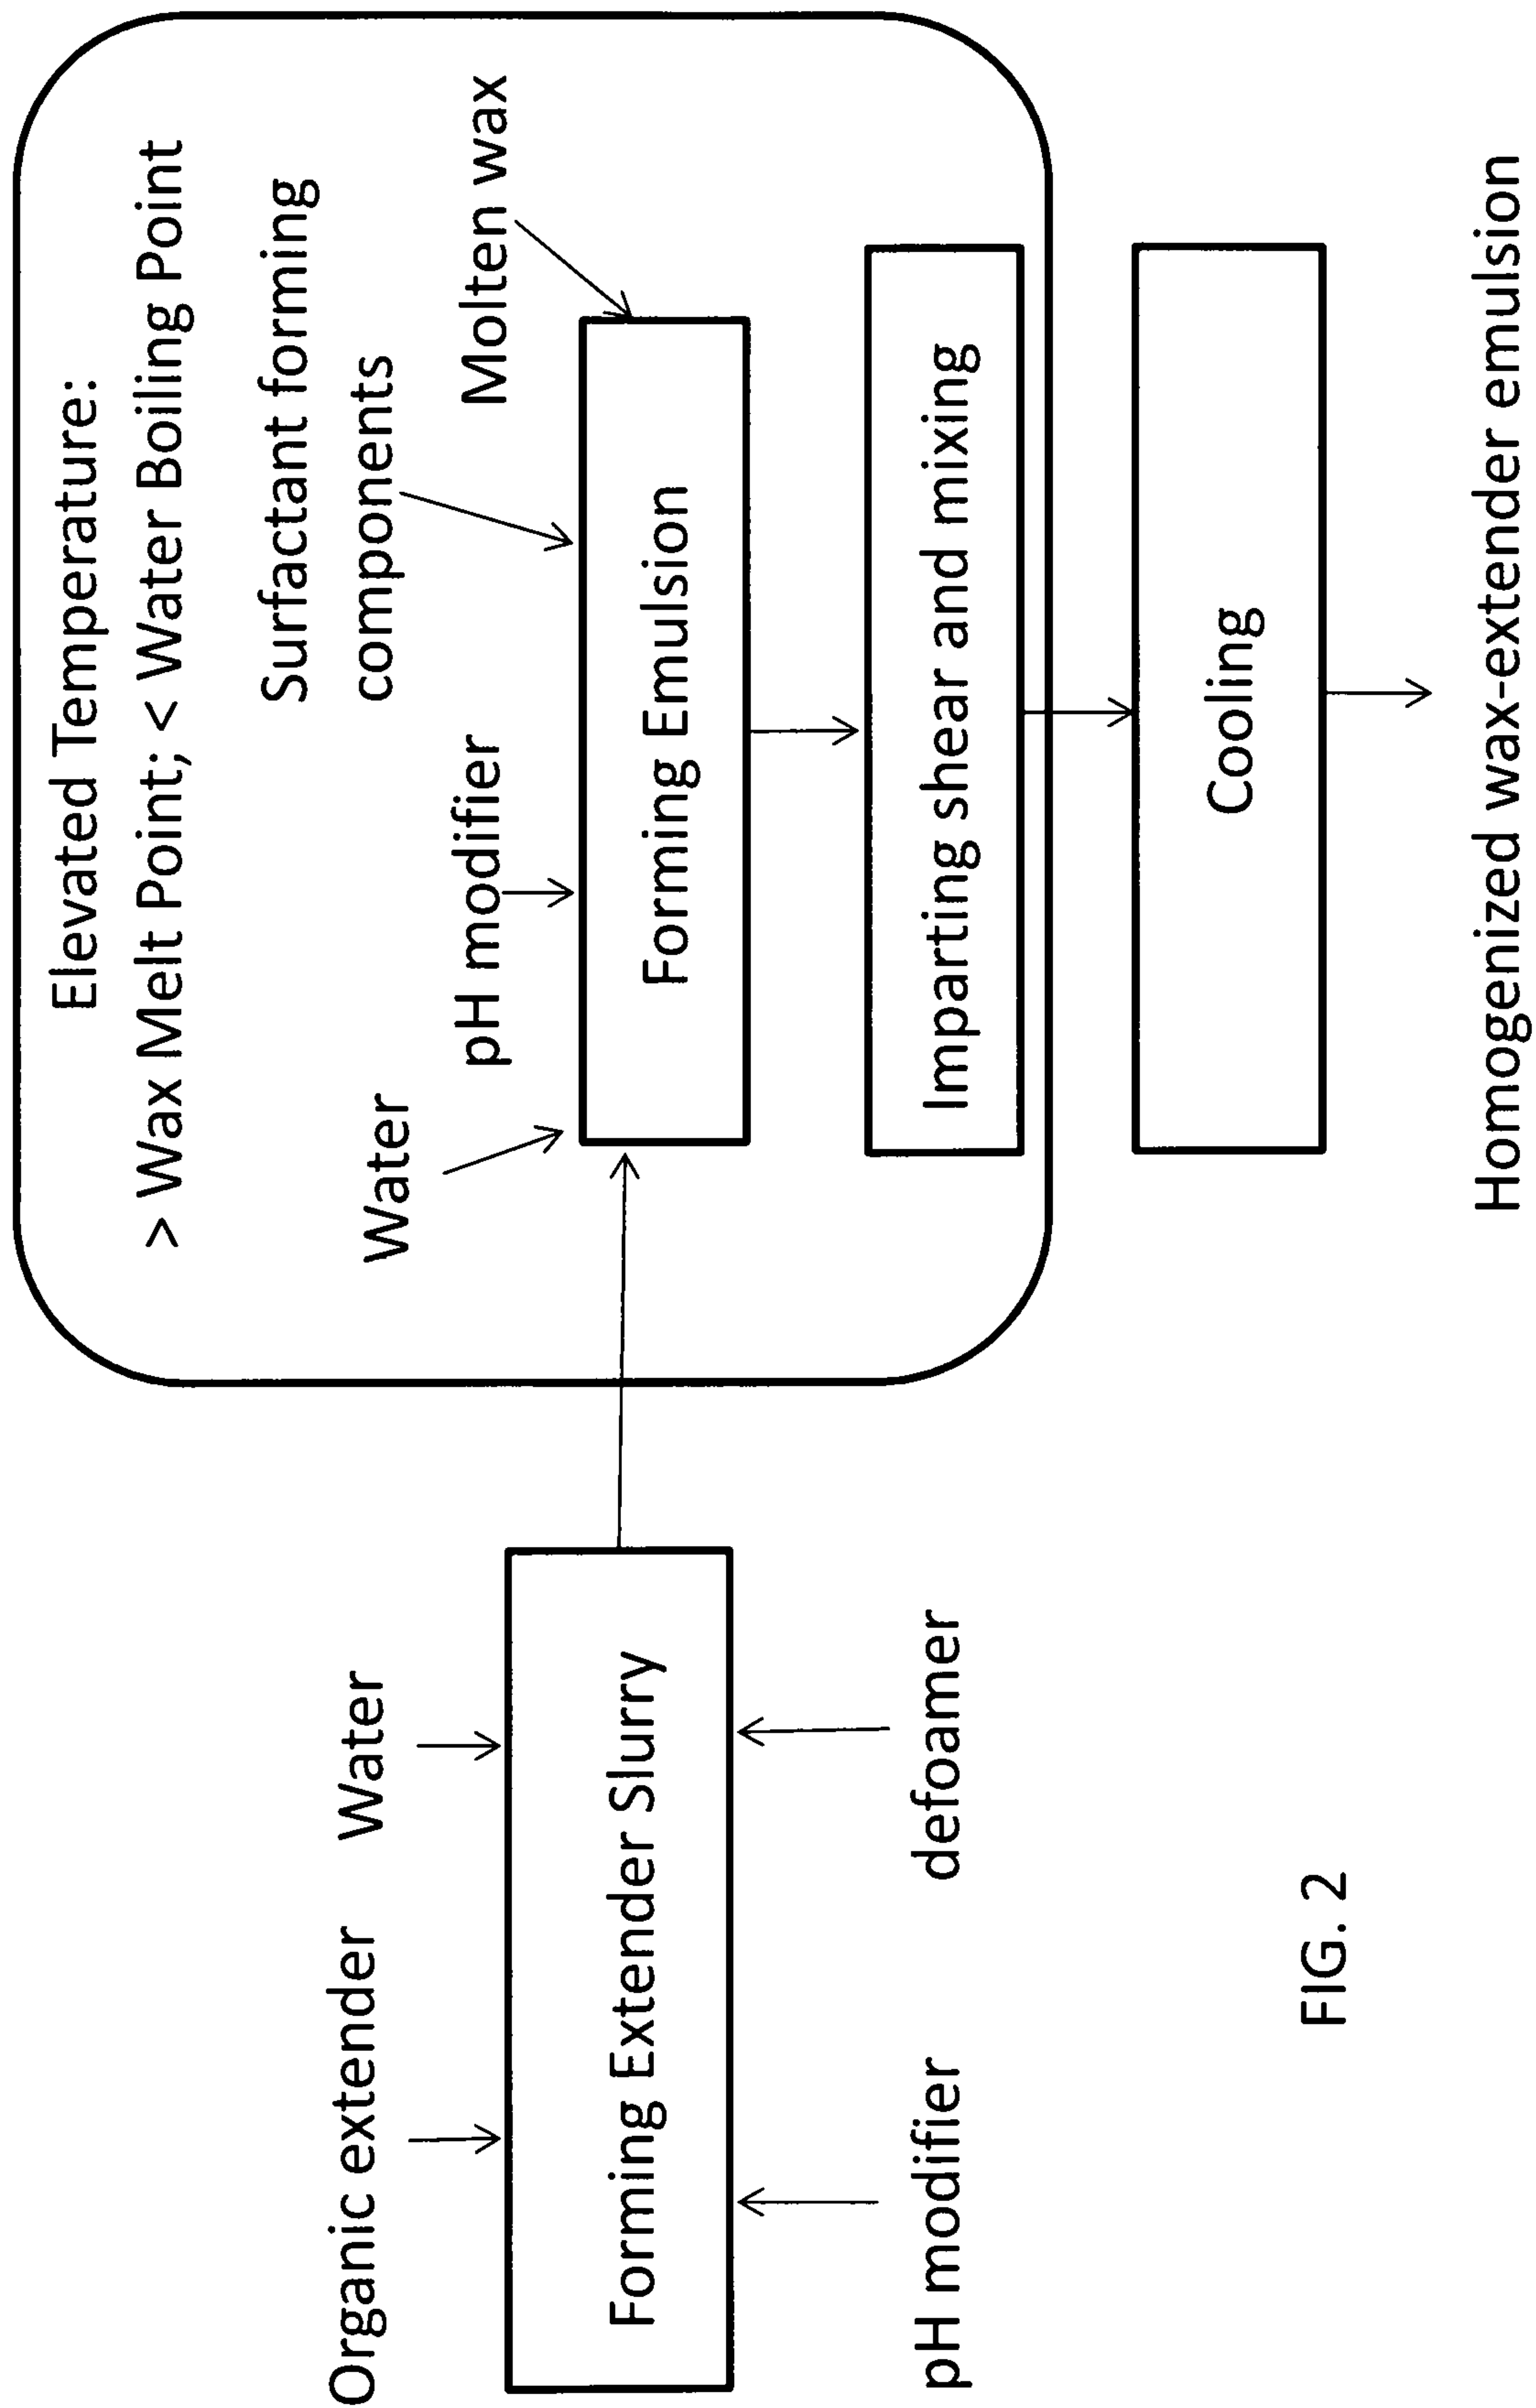 Elevated Temperature:
> Wax Melt Point; < Water Boiling Point
Surfactant forming
components
Molten wax
pH modifier
Water
Forming Emulsion
Imparting shear and mixing
Cooling
Homogenized wax-extender emulsion
Organic extender
Water
Forming Extender Slurry
pH modifier
defoamer
FIG. 2